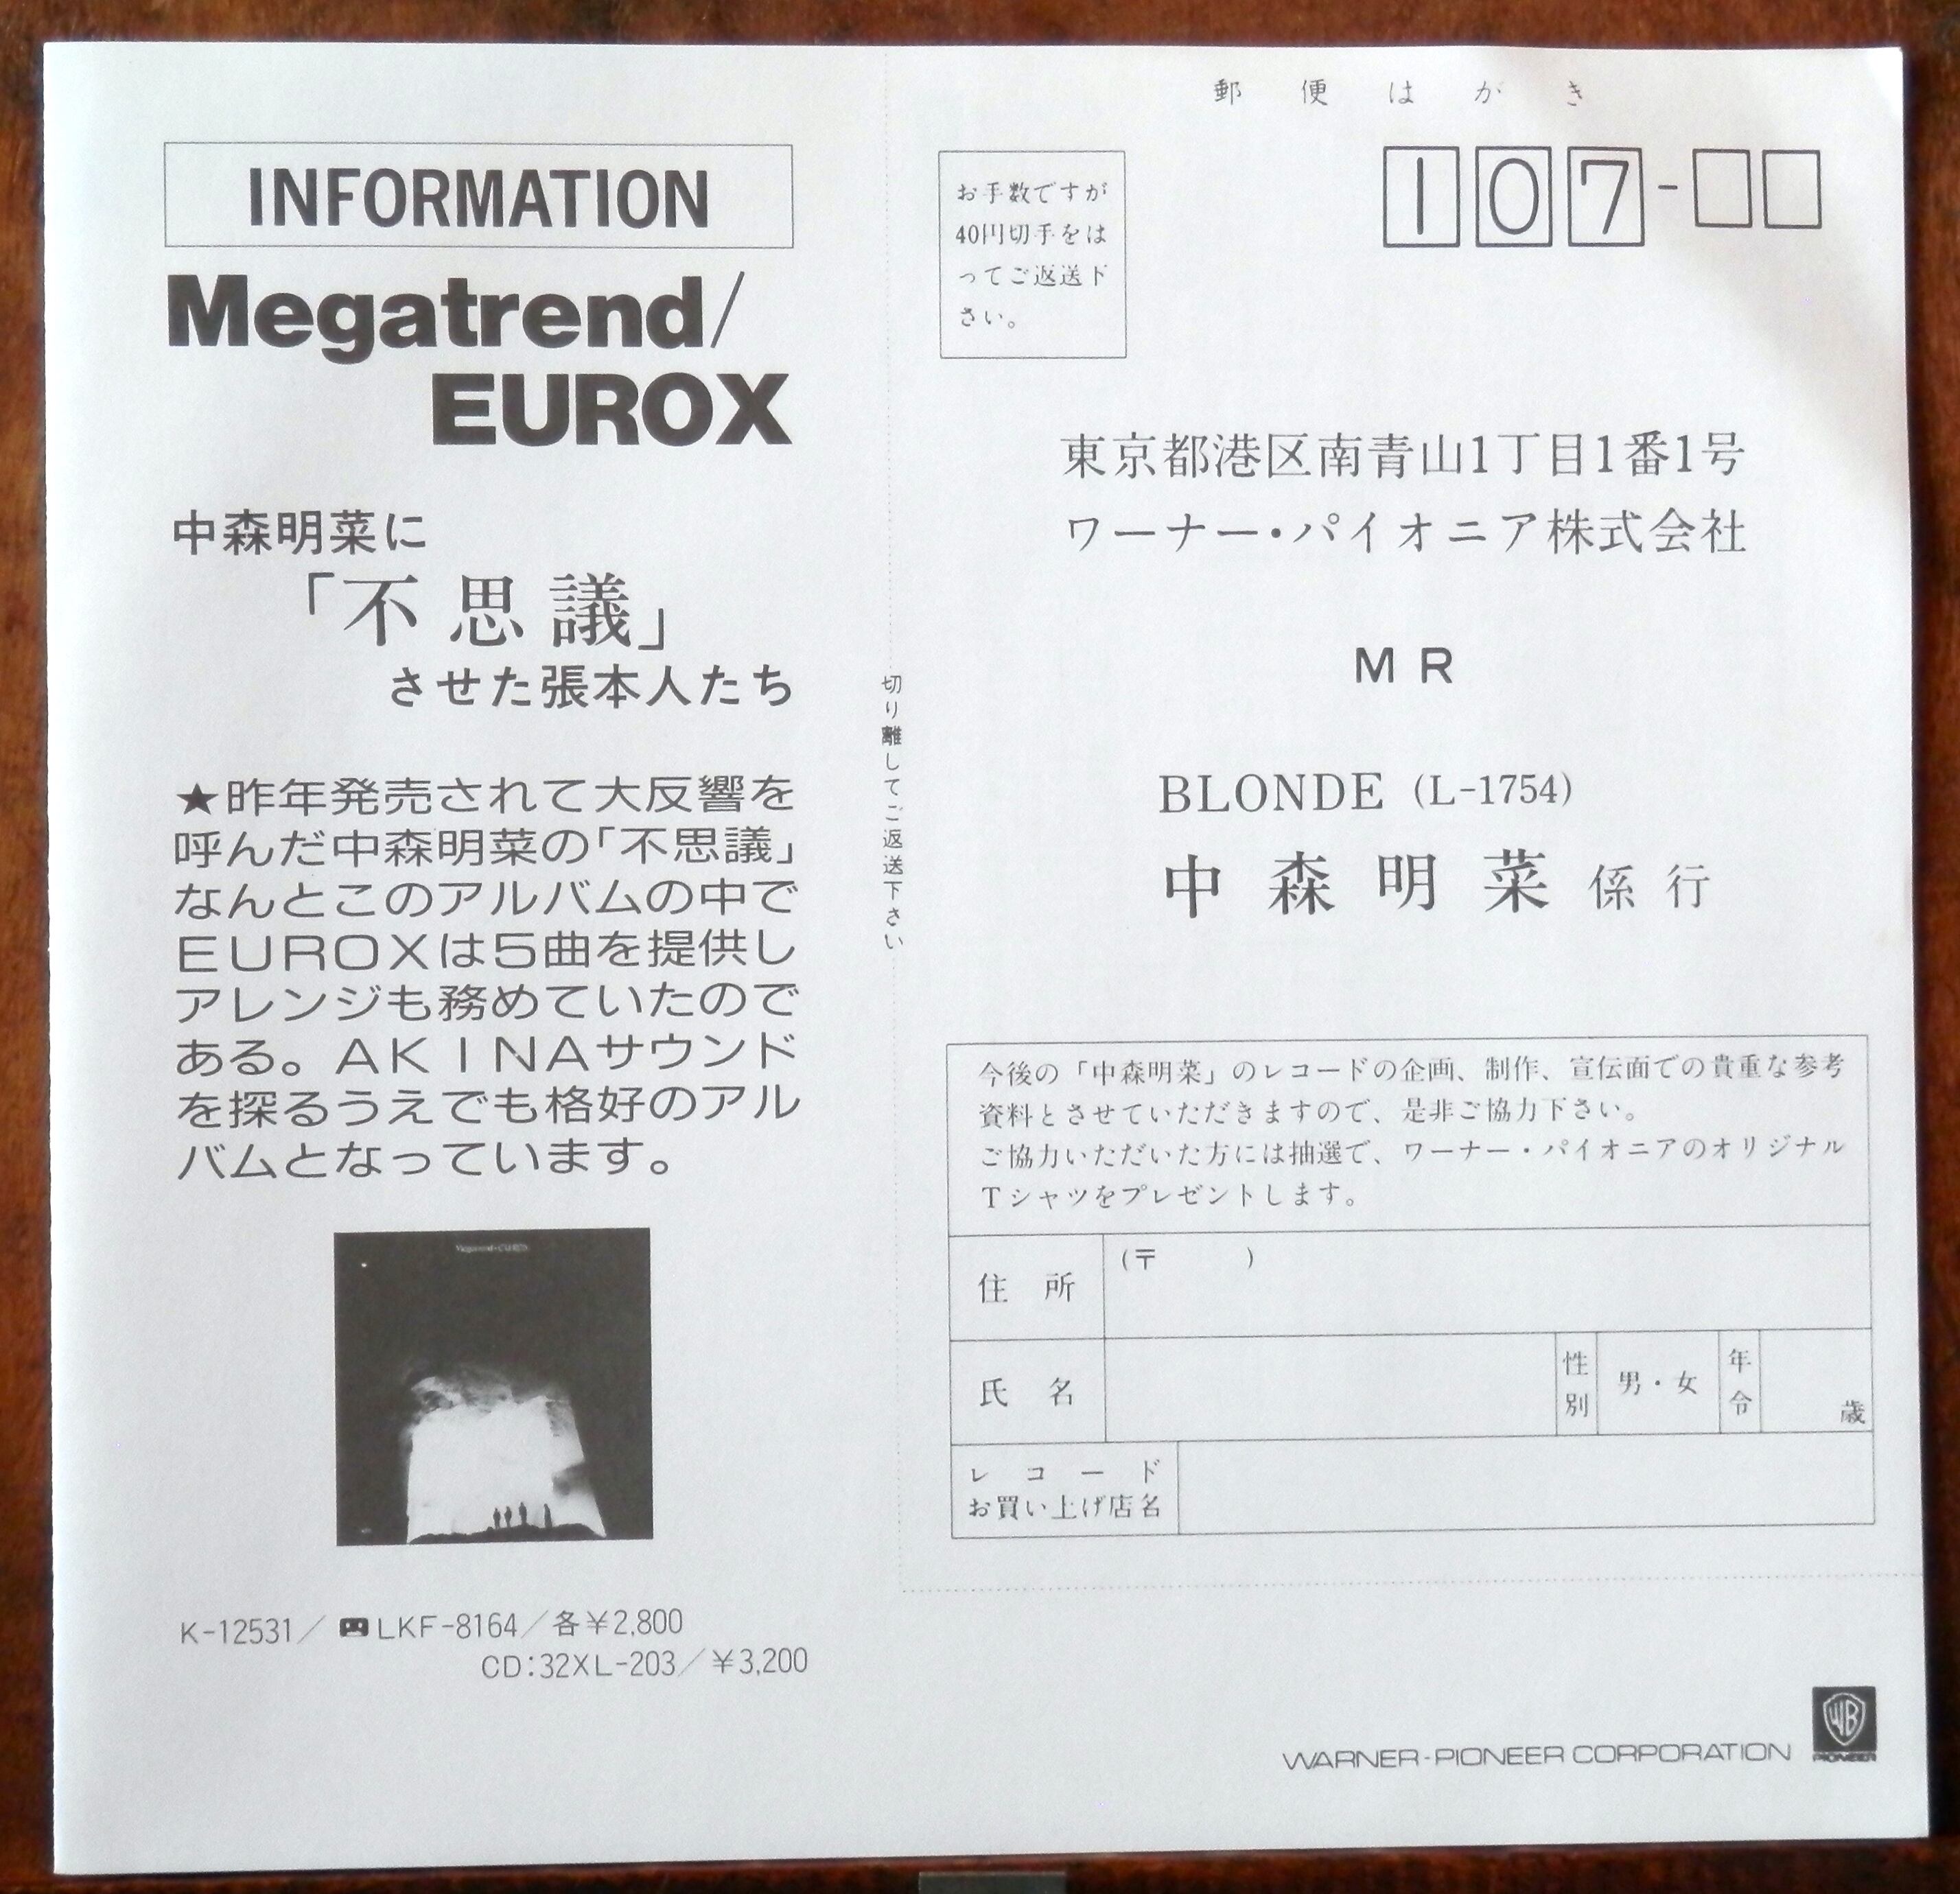 INFORMATION
Megatrend/
EUROX
中森明菜に
「不思議」
させた張本人たち
★昨年発売されて大反響を
呼んだ中森明菜の「不思議」
なんとこのアルバムの中で
EUROXは5曲を提供し
アレンジも務めていたので
ある。AKINAサウンド
を探るうえでも格好のアル
バムとなっています。
Megatrend・EUROX
K-12531／LKF-8164／各￥2,800
CD:32XL-203／￥3,200
切り離してご返送下さい
郵便はがき
お手数ですが
40円切手をは
ってご返送下
さい。
107-
東京都港区南青山1丁目1番1号
ワーナー・パイオニア株式会社
MR
BLONDE (L-1754)
中森明菜係行
今後の「中森明菜」のレコードの企画、制作、宣伝面での貴重な参考
資料とさせていただきますので、是非ご協力下さい。
ご協力いただいた方には抽選で、ワーナー・パイオニアのオリジナル
Tシャツをプレゼントします。
住所
(〒 )
氏名
性別
男・女
年令
歳
レコード
お買い上げ店名
WARNER-PIONEER CORPORATION
WB
PIONEER